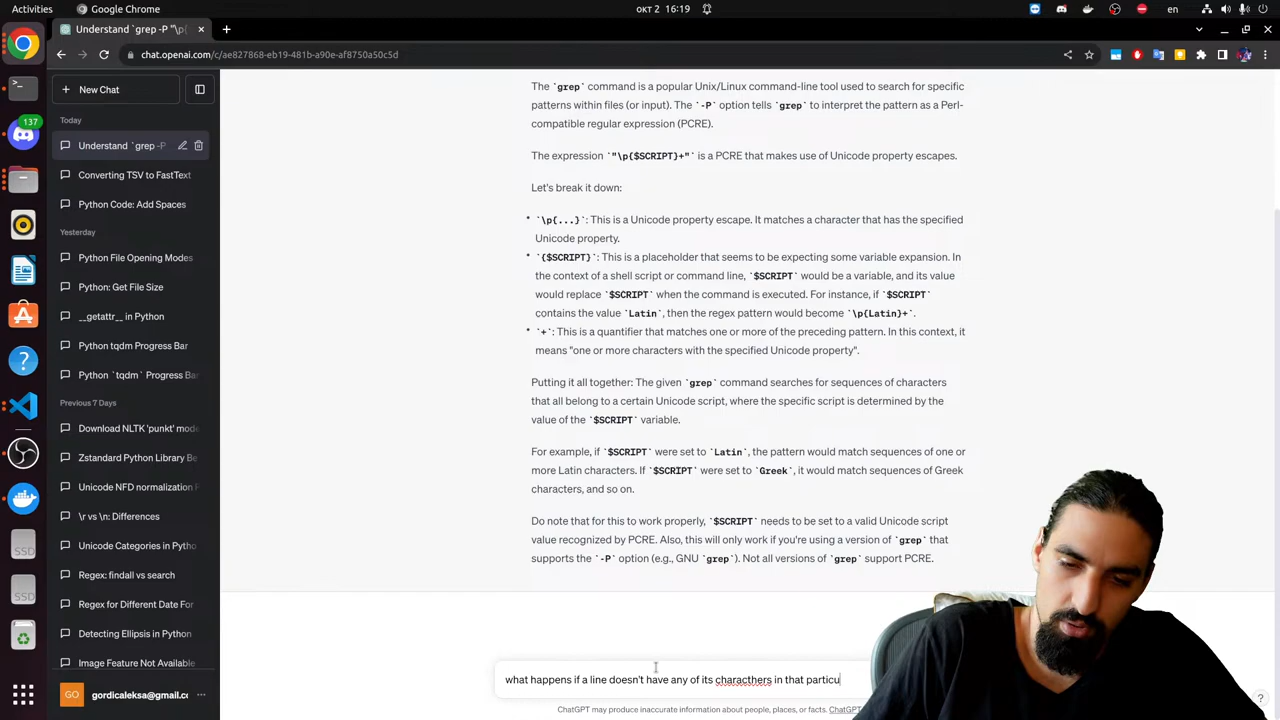 Activities
Google Chrome
окт 2 16:19
en
Understand `grep -P "\p{
chat.openai.com/c/ae827868-eb19-481b-a90e-af8750a50c5d
New Chat
Today
Understand `grep -P
Converting TSV to FastText
Python Code: Add Spaces
Yesterday
Python File Opening Modes
Python: Get File Size
__getattr__ in Python
Python tqdm Progress Bar
Python `tqdm` Progress Ba
Previous 7 Days
Download NLTK 'punkt' mode
Zstandard Python Library Be
Unicode NFD normalization
\r vs \n: Differences
Unicode Categories in Pytho
Regex: findall vs search
Regex for Different Date For
Detecting Ellipsis in Python
Image Feature Not Available
GO gordicaleksa@gmail.cc ...
137
SSD
SSD
The `grep` command is a popular Unix/Linux command-line tool used to search for specific
patterns within files (or input). The `-P` option tells `grep` to interpret the pattern as a Perl-
compatible regular expression (PCRE).
The expression `"\p{$SCRIPT}+"` is a PCRE that makes use of Unicode property escapes.
Let's break it down:
• `\p{...}`: This is a Unicode property escape. It matches a character that has the specified
Unicode property.
• `{$SCRIPT}`: This is a placeholder that seems to be expecting some variable expansion. In
the context of a shell script or command line, `$SCRIPT` would be a variable, and its value
would replace `$SCRIPT` when the command is executed. For instance, if `$SCRIPT`
contains the value `Latin`, then the regex pattern would become `\p{Latin}+`.
• `+`: This is a quantifier that matches one or more of the preceding pattern. In this context, it
means "one or more characters with the specified Unicode property".
Putting it all together: The given `grep` command searches for sequences of characters
that all belong to a certain Unicode script, where the specific script is determined by the
value of the `$SCRIPT` variable.
For example, if `$SCRIPT` were set to `Latin`, the pattern would match sequences of one or
more Latin characters. If `$SCRIPT` were set to `Greek`, it would match sequences of Greek
characters, and so on.
Do note that for this to work properly, `$SCRIPT` needs to be set to a valid Unicode script
value recognized by PCRE. Also, this will only work if you're using a version of `grep` that
supports the `-P` option (e.g., GNU `grep`). Not all versions of `grep` support PCRE.
what happens if a line doesn't have any of its characthers in that particu
ChatGPT may produce inaccurate information about people, places, or facts. ChatGPT